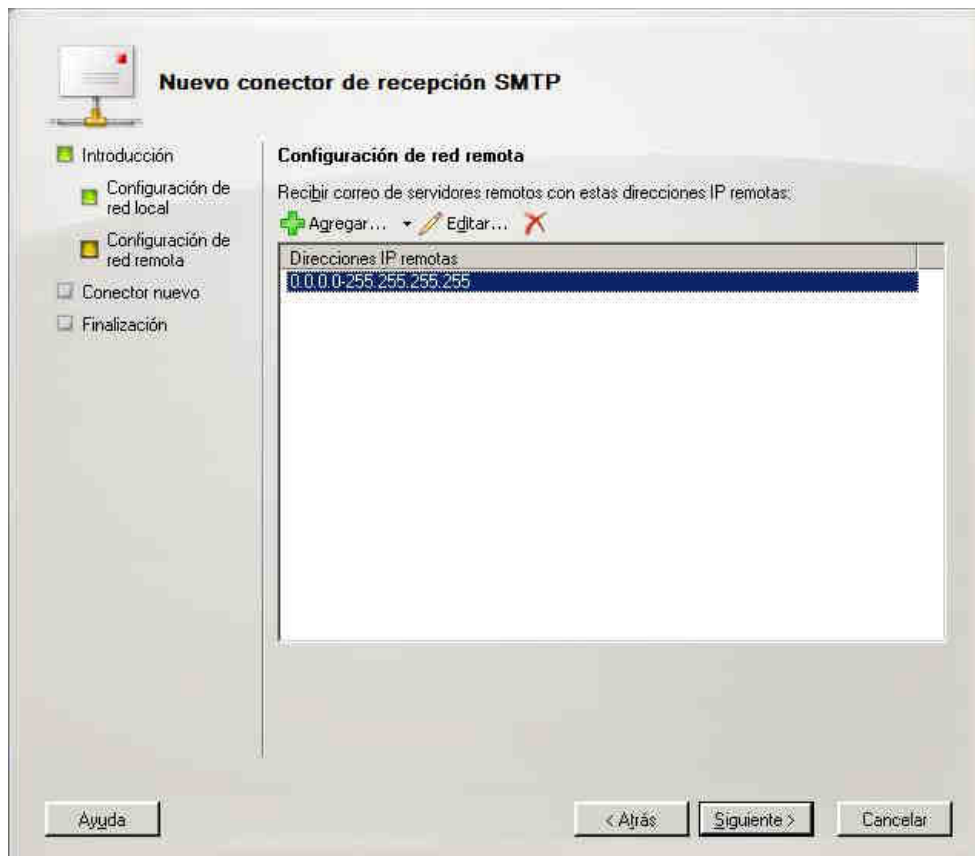 Nuevo conector de recepción SMTP
Introducción
Configuración de
red local
Configuración de
red remota
Conector nuevo
Finalización
Configuración de red remota
Recibir correo de servidores remotos con estas direcciones IP remotas:
Agregar...
Editar...
Direcciones IP remotas
0.0.0.0-255.255.255.255
Ayuda
< Atrás
Siguiente >
Cancelar